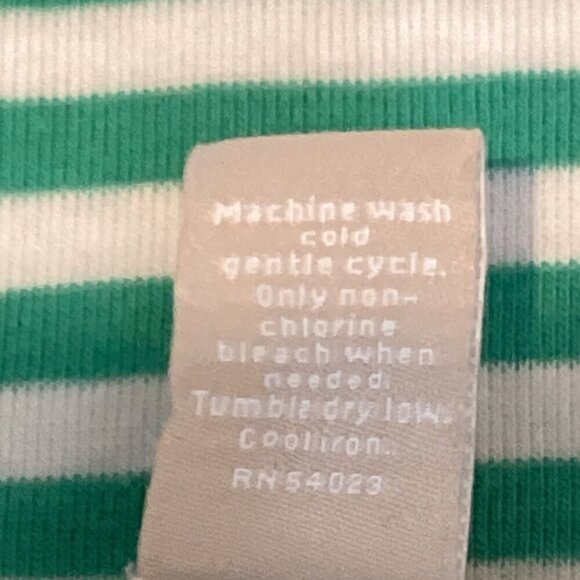 Machine wash
cold
gentle cycle.
Only non-
chlorine
bleach when
needed.
Tumble dry low.
Cool iron.
RN 54023